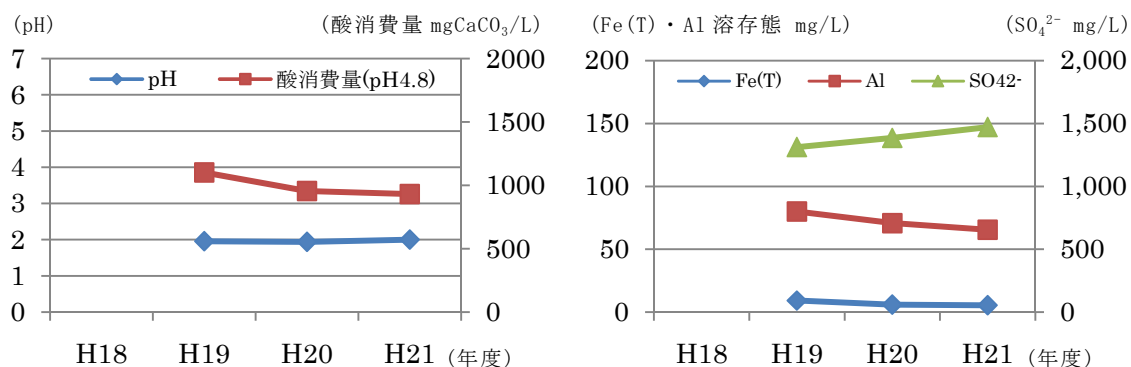 (pH) (酸消費量 mgCaCO₃/L)
7 2000
pH 酸消費量(pH4.8)
6
5 1500
4
3 1000
2 500
1
0 0
H18 H19 H20 H21 (年度)
(Fe(T)・Al 溶存態 mg/L) (SO₄²⁻ mg/L)
200 2,000
Fe(T) Al SO42-
150 1,500
100 1,000
50 500
0 0
H18 H19 H20 H21 (年度)